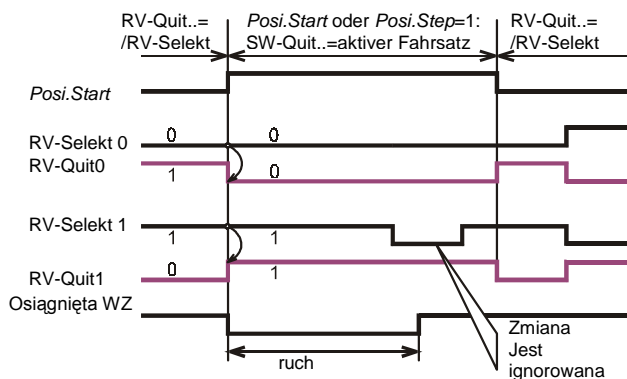 RV-Quit..=
/RV-Selekt
Posi.Start oder Posi.Step=1:
SW-Quit..=aktiver Fahrsatz
RV-Quit..=
/RV-Selekt
Posi.Start
RV-Selekt 0
0
0
RV-Quit0
1
0
RV-Selekt 1
1
1
RV-Quit1
0
1
Osiągnięta WZ
ruch
Zmiana
Jest
ignorowana